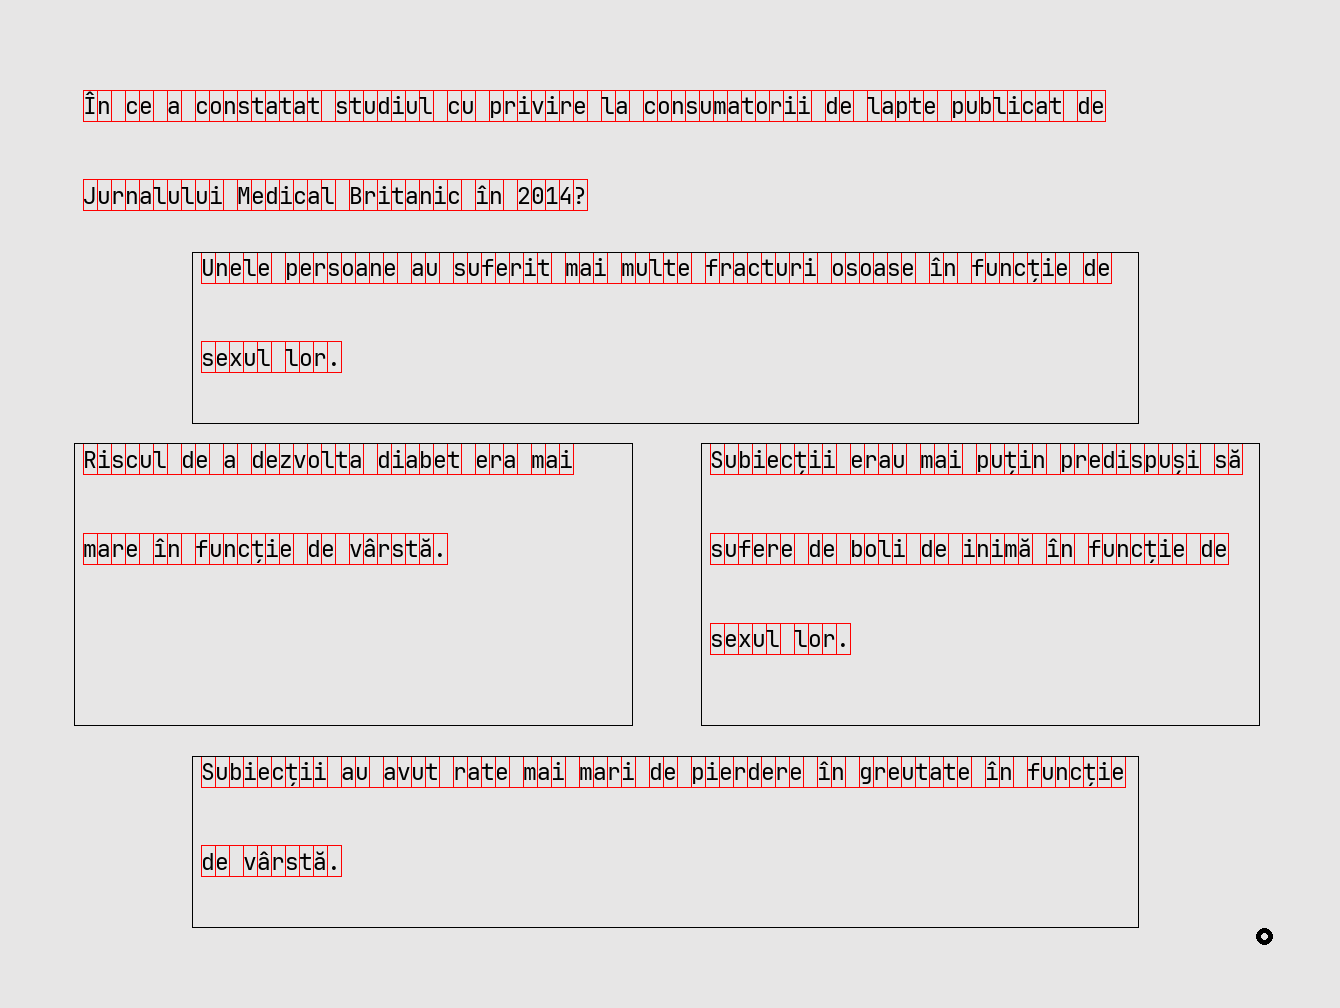 În ce a constatat studiul cu privire la consumatorii de lapte publicat de
Jurnalului Medical Britanic în 2014?
Unele persoane au suferit mai multe fracturi osoase în funcție de
sexul lor.
Riscul de a dezvolta diabet era mai
mare în funcție de vârstă.
Subiecții erau mai puțin predispuși să
sufere de boli de inimă în funcție de
sexul lor.
Subiecții au avut rate mai mari de pierdere în greutate în funcție
de vârstă.